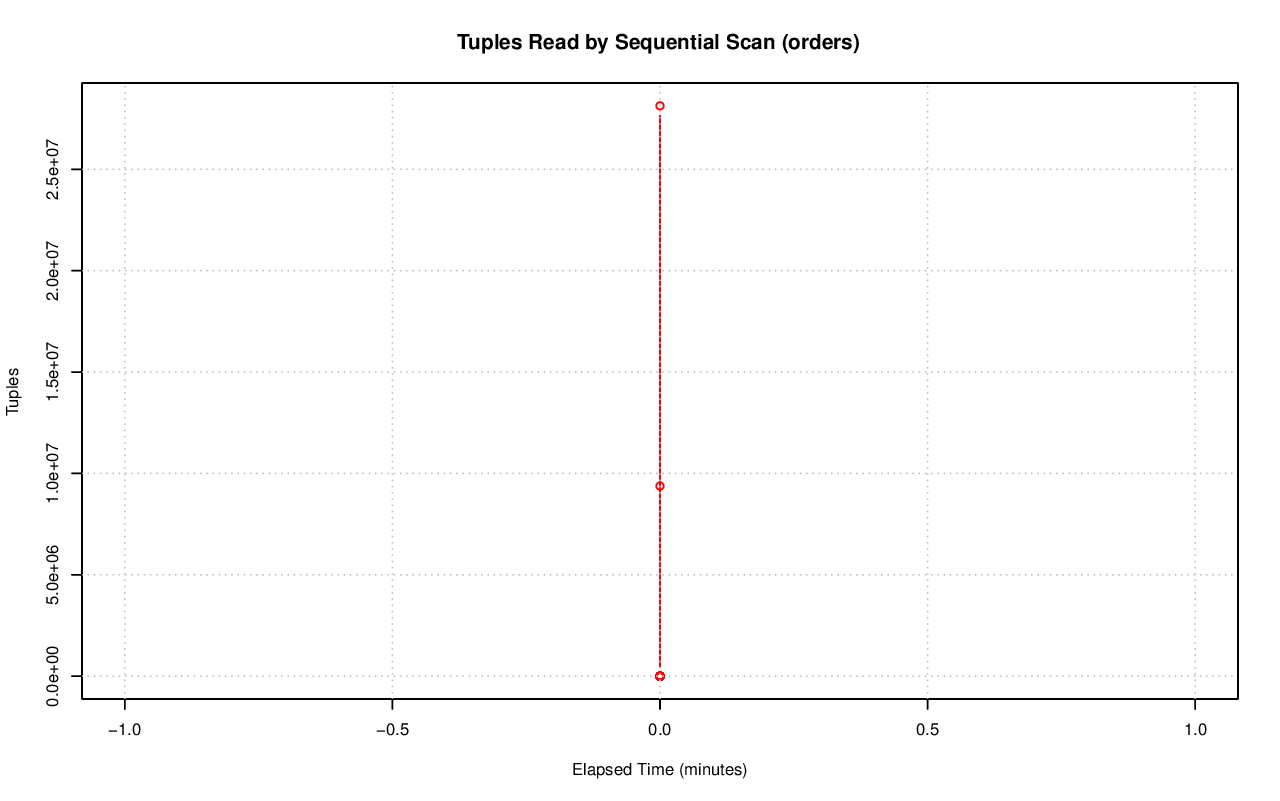 Tuples Read by Sequential Scan (orders)
Tuples
2.5e+07
2.0e+07
1.5e+07
1.0e+07
5.0e+06
0.0e+00
−1.0
−0.5
0.0
0.5
1.0
Elapsed Time (minutes)